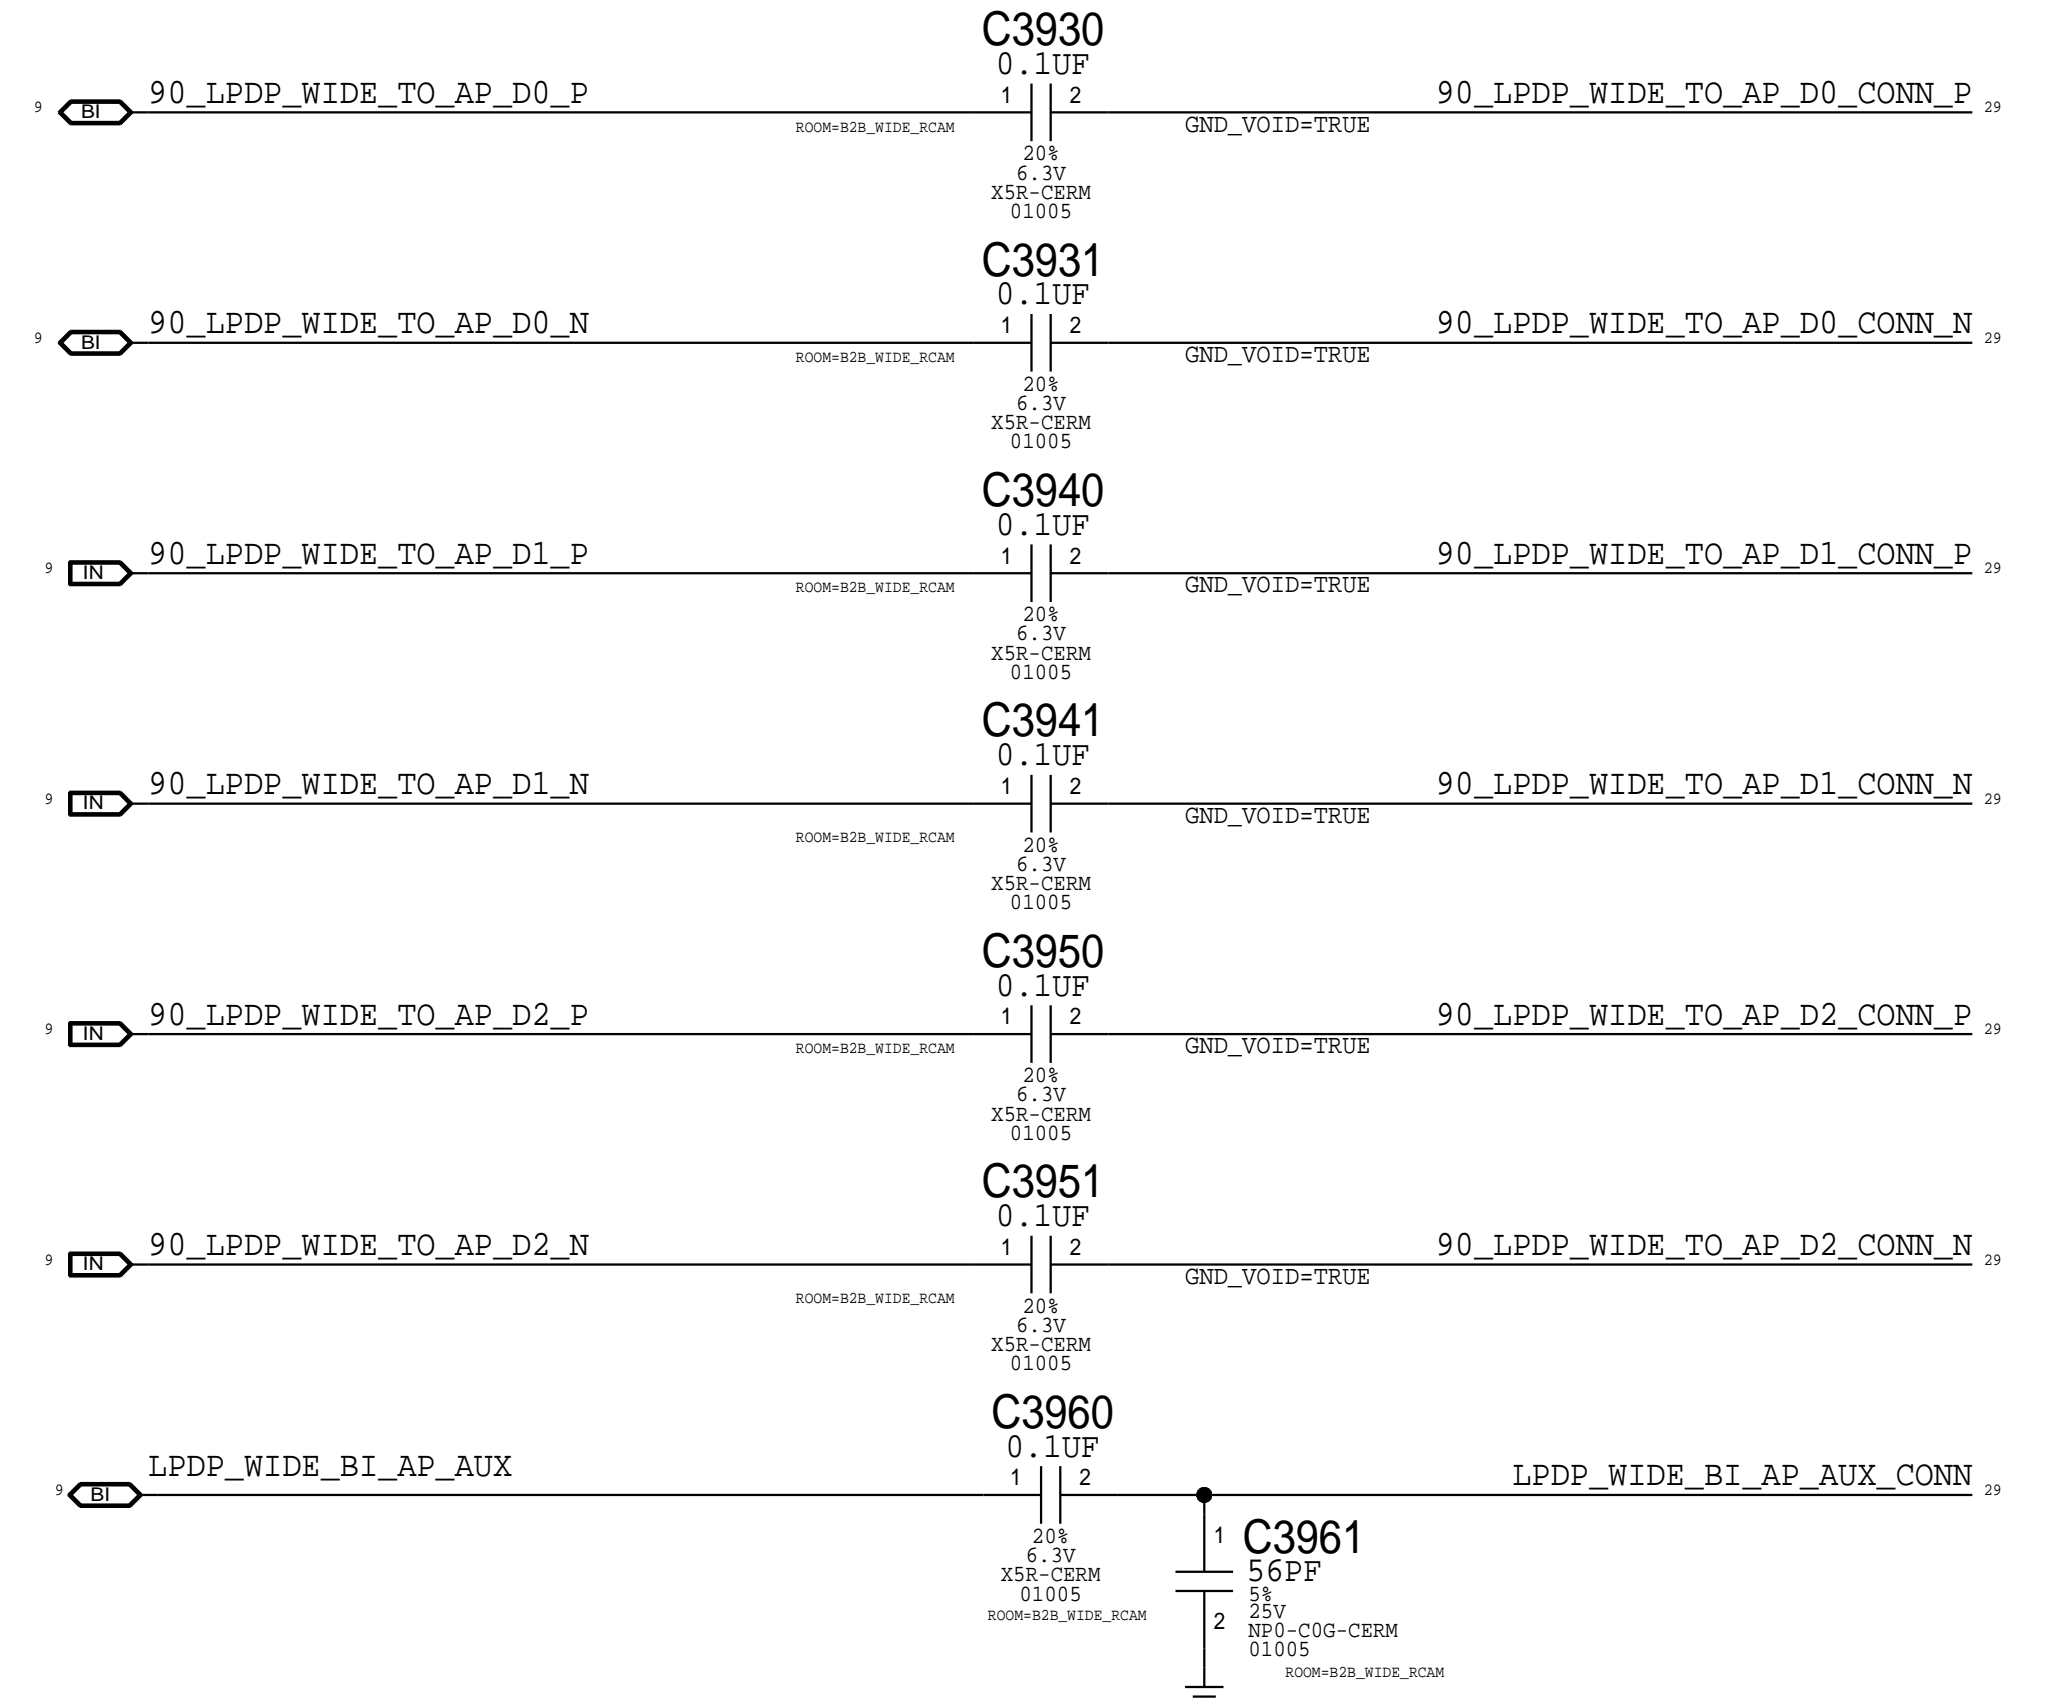 C3930
0.1UF
9 BI 90_LPDP_WIDE_TO_AP_D0_P 1 2 90_LPDP_WIDE_TO_AP_D0_CONN_P 29
ROOM=B2B_WIDE_RCAM GND_VOID=TRUE
20%
6.3V
X5R-CERM
01005
C3931
0.1UF
9 BI 90_LPDP_WIDE_TO_AP_D0_N 1 2 90_LPDP_WIDE_TO_AP_D0_CONN_N 29
ROOM=B2B_WIDE_RCAM GND_VOID=TRUE
20%
6.3V
X5R-CERM
01005
C3940
0.1UF
9 IN 90_LPDP_WIDE_TO_AP_D1_P 1 2 90_LPDP_WIDE_TO_AP_D1_CONN_P 29
ROOM=B2B_WIDE_RCAM GND_VOID=TRUE
20%
6.3V
X5R-CERM
01005
C3941
0.1UF
9 IN 90_LPDP_WIDE_TO_AP_D1_N 1 2 90_LPDP_WIDE_TO_AP_D1_CONN_N 29
GND_VOID=TRUE
ROOM=B2B_WIDE_RCAM
20%
6.3V
X5R-CERM
01005
C3950
0.1UF
9 IN 90_LPDP_WIDE_TO_AP_D2_P 1 2 90_LPDP_WIDE_TO_AP_D2_CONN_P 29
ROOM=B2B_WIDE_RCAM GND_VOID=TRUE
20%
6.3V
X5R-CERM
01005
C3951
0.1UF
9 IN 90_LPDP_WIDE_TO_AP_D2_N 1 2 90_LPDP_WIDE_TO_AP_D2_CONN_N 29
GND_VOID=TRUE
ROOM=B2B_WIDE_RCAM
20%
6.3V
X5R-CERM
01005
C3960
0.1UF
9 BI LPDP_WIDE_BI_AP_AUX 1 2 LPDP_WIDE_BI_AP_AUX_CONN 29
20%
6.3V
X5R-CERM
01005
ROOM=B2B_WIDE_RCAM
1 C3961
56PF
5%
25V
2 NP0-C0G-CERM
01005
ROOM=B2B_WIDE_RCAM